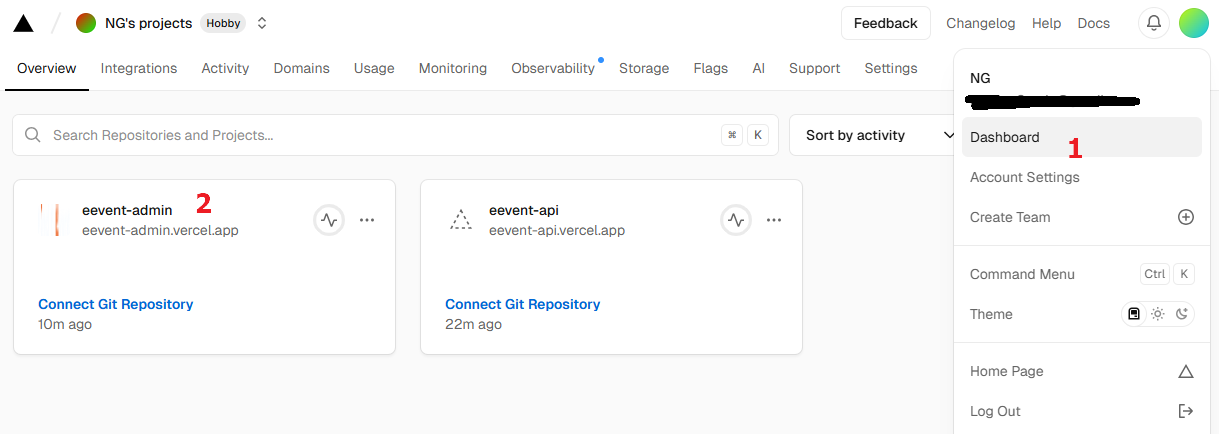 NG's projects Hobby
Feedback Changelog Help Docs
Overview Integrations Activity Domains Usage Monitoring Observability Storage Flags AI Support Settings
NG
Search Repositories and Projects... ⌘ K
Sort by activity
Dashboard 1
Account Settings
Create Team
eevent-admin 2
eevent-admin.vercel.app
Connect Git Repository
10m ago
eevent-api
eevent-api.vercel.app
Connect Git Repository
22m ago
Command Menu Ctrl K
Theme
Home Page
Log Out